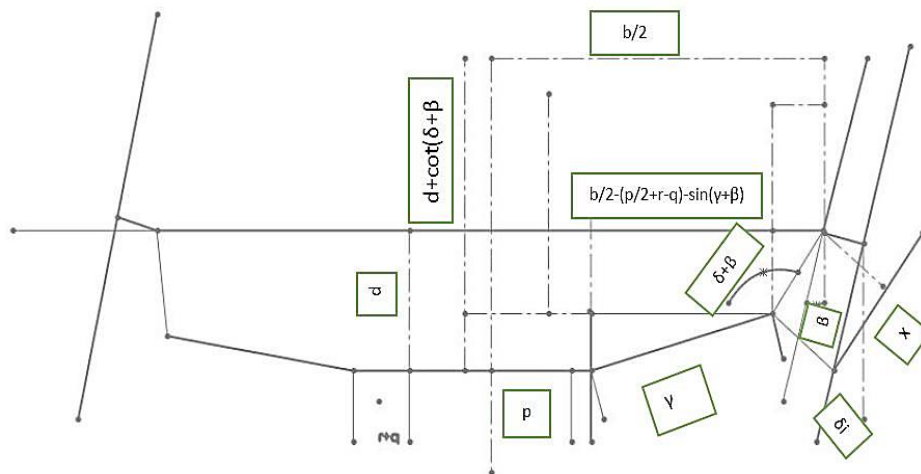 b/2
d+cot(δ+β
b/2-(p/2+r-q)-sin(γ+β)
δ+β
d
β
x
p
γ
δi
r+q